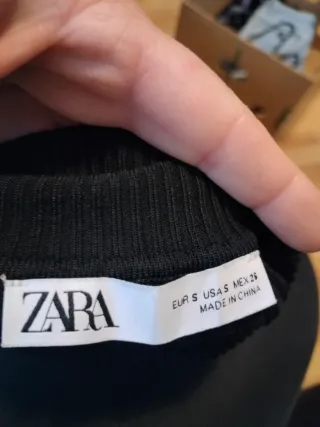 ZARA
EUR S USA S MEX 26
MADE IN CHINA